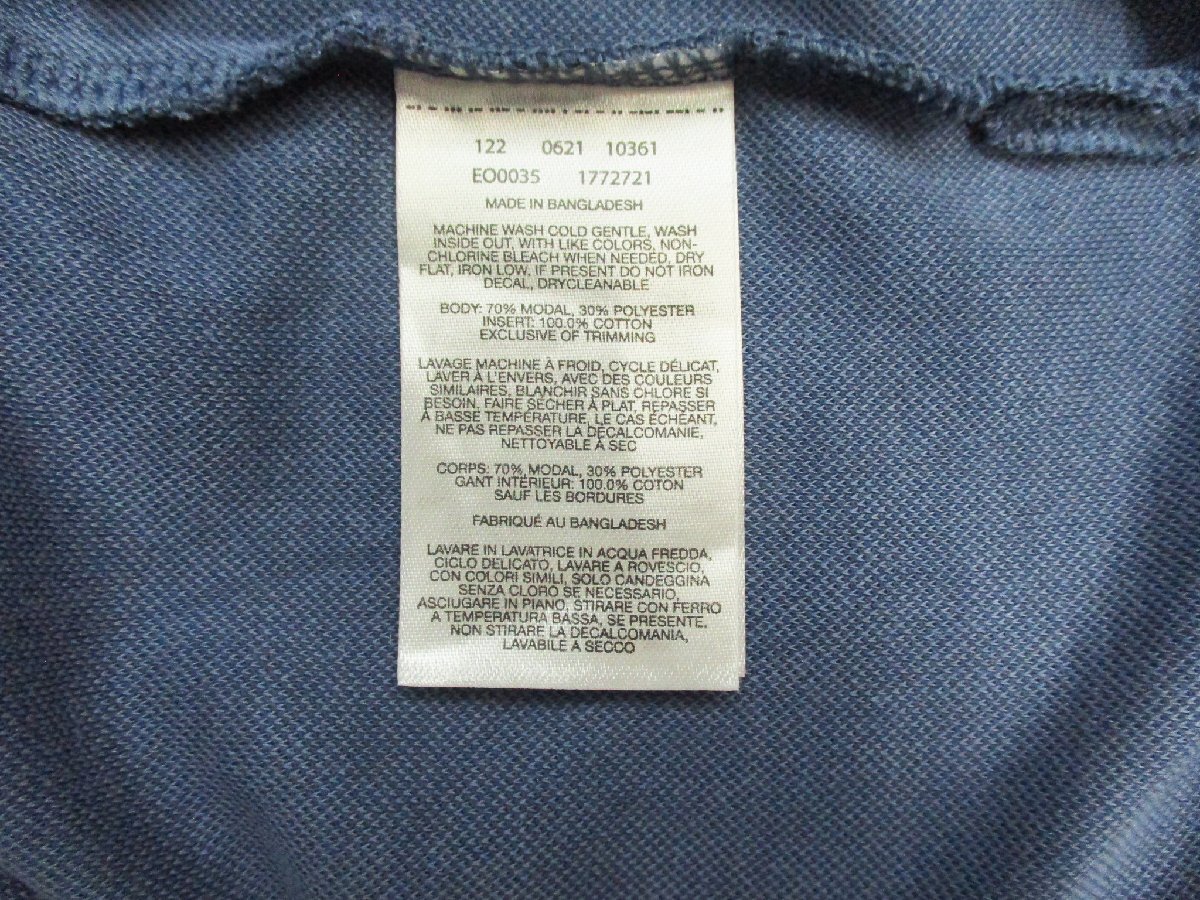 122 0621 10361
EO0035 1772721
MADE IN BANGLADESH
MACHINE WASH COLD GENTLE, WASH
INSIDE OUT, WITH LIKE COLORS, NON-
CHLORINE BLEACH WHEN NEEDED, DRY
FLAT, IRON LOW, IF PRESENT DO NOT IRON
DECAL, DRYCLEANABLE
BODY: 70% MODAL, 30% POLYESTER
INSERT: 100.0% COTTON
EXCLUSIVE OF TRIMMING
LAVAGE MACHINE À FROID, CYCLE DÉLICAT,
LAVER À L'ENVERS, AVEC DES COULEURS
SIMILAIRES, BLANCHIR SANS CHLORE SI
BESOIN, FAIRE SÉCHER À PLAT, REPASSER
À BASSE TEMPÉRATURE, LE CAS ÉCHÉANT,
NE PAS REPASSER LA DÉCALCOMANIE,
NETTOYABLE À SEC
CORPS: 70% MODAL, 30% POLYESTER
GANT INTÉRIEUR: 100.0% COTON
SAUF LES BORDURES
FABRIQUÉ AU BANGLADESH
LAVARE IN LAVATRICE IN ACQUA FREDDA,
CICLO DELICATO, LAVARE A ROVESCIO,
CON COLORI SIMILI, SOLO CANDEGGINA
SENZA CLORO SE NECESSARIO,
ASCIUGARE IN PIANO, STIRARE CON FERRO
A TEMPERATURA BASSA, SE PRESENTE,
NON STIRARE LA DECALCOMANIA,
LAVABILE A SECCO